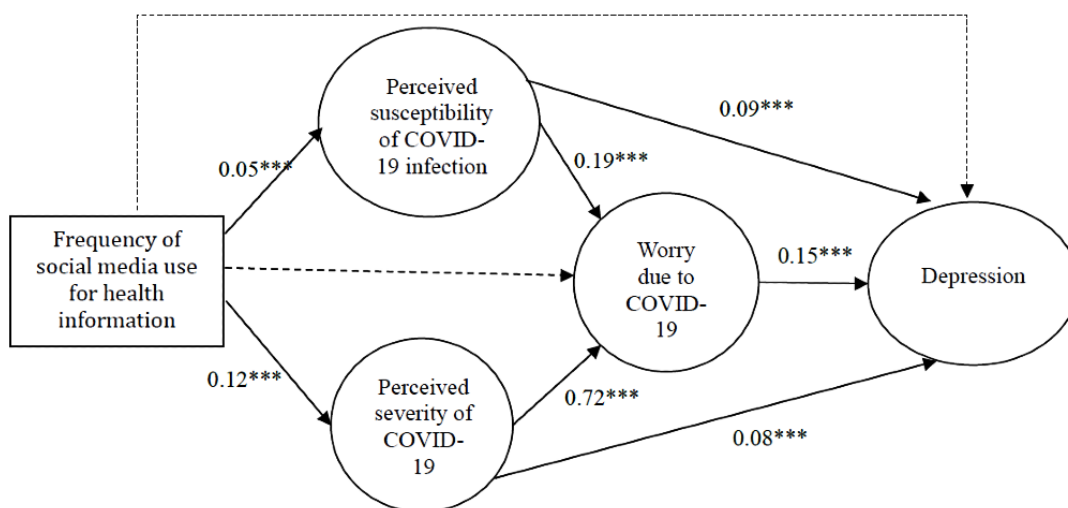 Perceived
susceptibility
of COVID-
19 infection
0.09***
0.05***
0.19***
Frequency of
social media use
for health
information
Worry
due to
COVID-
19
0.15***
Depression
0.12***
Perceived
severity of
COVID-
19
0.72***
0.08***